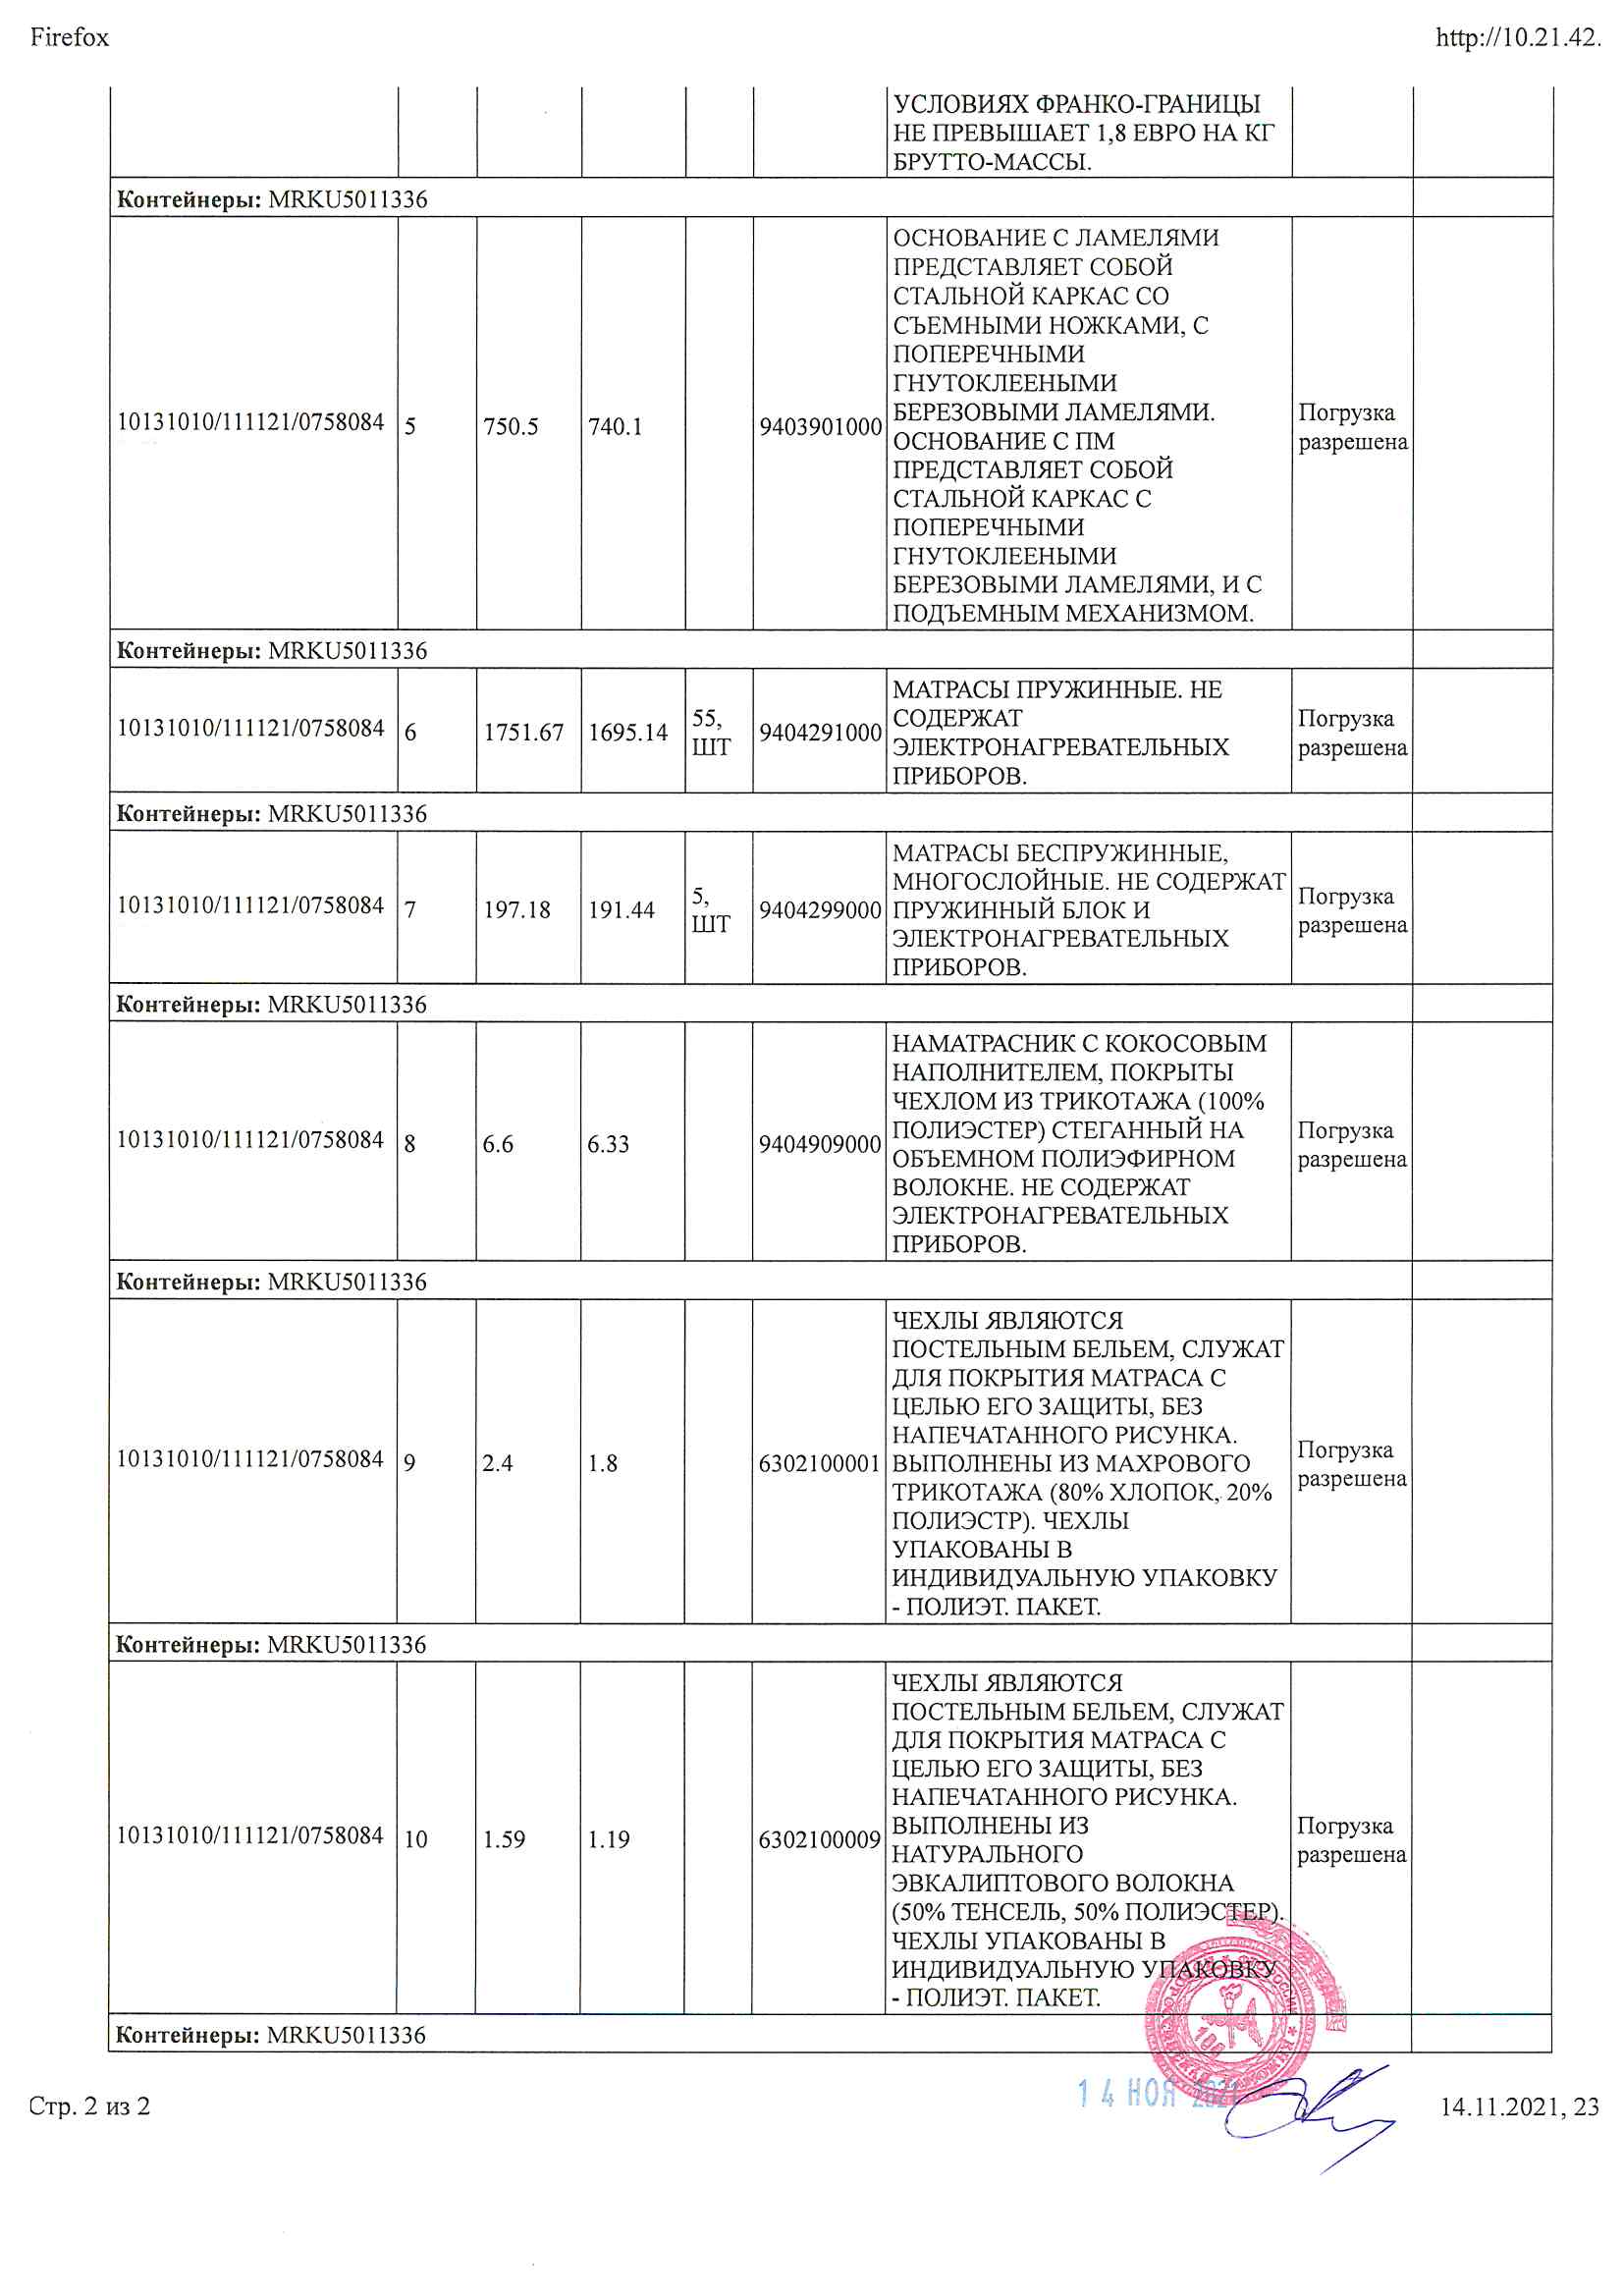 Firefox
http://10.21.42.
УСЛОВИЯХ ФРАНКО-ГРАНИЦЫ
НЕ ПРЕВЫШАЕТ 1,8 ЕВРО НА КГ
БРУТТО-МАССЫ.
Контейнеры: MRKU5011336
10131010/111121/0758084
5
750.5
740.1
9403901000
ОСНОВАНИЕ С ЛАМЕЛЯМИ
ПРЕДСТАВЛЯЕТ СОБОЙ
СТАЛЬНОЙ КАРКАС СО
СЪЕМНЫМИ НОЖКАМИ, С
ПОПЕРЕЧНЫМИ
ГНУТОКЛЕЕНЫМИ
БЕРЕЗОВЫМИ ЛАМЕЛЯМИ.
ОСНОВАНИЕ С ПМ
ПРЕДСТАВЛЯЕТ СОБОЙ
СТАЛЬНОЙ КАРКАС С
ПОПЕРЕЧНЫМИ
ГНУТОКЛЕЕНЫМИ
БЕРЕЗОВЫМИ ЛАМЕЛЯМИ, И С
ПОДЪЕМНЫМ МЕХАНИЗМОМ.
Погрузка
разрешена
Контейнеры: MRKU5011336
10131010/111121/0758084
6
1751.67
1695.14
55,
ШТ
9404291000
МАТРАСЫ ПРУЖИННЫЕ. НЕ
СОДЕРЖАТ
ЭЛЕКТРОНАГРЕВАТЕЛЬНЫХ
ПРИБОРОВ.
Погрузка
разрешена
Контейнеры: MRKU5011336
10131010/111121/0758084
7
197.18
191.44
5,
ШТ
9404299000
МАТРАСЫ БЕСПРУЖИННЫЕ,
МНОГОСЛОЙНЫЕ. НЕ СОДЕРЖАТ
ПРУЖИННЫЙ БЛОК И
ЭЛЕКТРОНАГРЕВАТЕЛЬНЫХ
ПРИБОРОВ.
Погрузка
разрешена
Контейнеры: MRKU5011336
10131010/111121/0758084
8
6.6
6.33
9404909000
НАМАТРАСНИК С КОКОСОВЫМ
НАПОЛНИТЕЛЕМ, ПОКРЫТЫ
ЧЕХЛОМ ИЗ ТРИКОТАЖА (100%
ПОЛИЭСТЕР) СТЕГАННЫЙ НА
ОБЪЕМНОМ ПОЛИЭФИРНОМ
ВОЛОКНЕ. НЕ СОДЕРЖАТ
ЭЛЕКТРОНАГРЕВАТЕЛЬНЫХ
ПРИБОРОВ.
Погрузка
разрешена
Контейнеры: MRKU5011336
10131010/111121/0758084
9
2.4
1.8
6302100001
ЧЕХЛЫ ЯВЛЯЮТСЯ
ПОСТЕЛЬНЫМ БЕЛЬЕМ, СЛУЖАТ
ДЛЯ ПОКРЫТИЯ МАТРАСА С
ЦЕЛЬЮ ЕГО ЗАЩИТЫ, БЕЗ
НАПЕЧАТАННОГО РИСУНКА.
ВЫПОЛНЕНЫ ИЗ МАХРОВОГО
ТРИКОТАЖА (80% ХЛОПОК, 20%
ПОЛИЭСТР). ЧЕХЛЫ
УПАКОВАНЫ В
ИНДИВИДУАЛЬНУЮ УПАКОВКУ
- ПОЛИЭТ. ПАКЕТ.
Погрузка
разрешена
Контейнеры: MRKU5011336
10131010/111121/0758084
10
1.59
1.19
6302100009
ЧЕХЛЫ ЯВЛЯЮТСЯ
ПОСТЕЛЬНЫМ БЕЛЬЕМ, СЛУЖАТ
ДЛЯ ПОКРЫТИЯ МАТРАСА С
ЦЕЛЬЮ ЕГО ЗАЩИТЫ, БЕЗ
НАПЕЧАТАННОГО РИСУНКА.
ВЫПОЛНЕНЫ ИЗ
НАТУРАЛЬНОГО
ЭВКАЛИПТОВОГО ВОЛОКНА
(50% ТЕНСЕЛЬ, 50% ПОЛИЭСТЕР).
ЧЕХЛЫ УПАКОВАНЫ В
ИНДИВИДУАЛЬНУЮ УПАКОВКУ
- ПОЛИЭТ. ПАКЕТ.
Погрузка
разрешена
Контейнеры: MRKU5011336
14 НОЯ 2021
Стр. 2 из 2
14.11.2021, 23